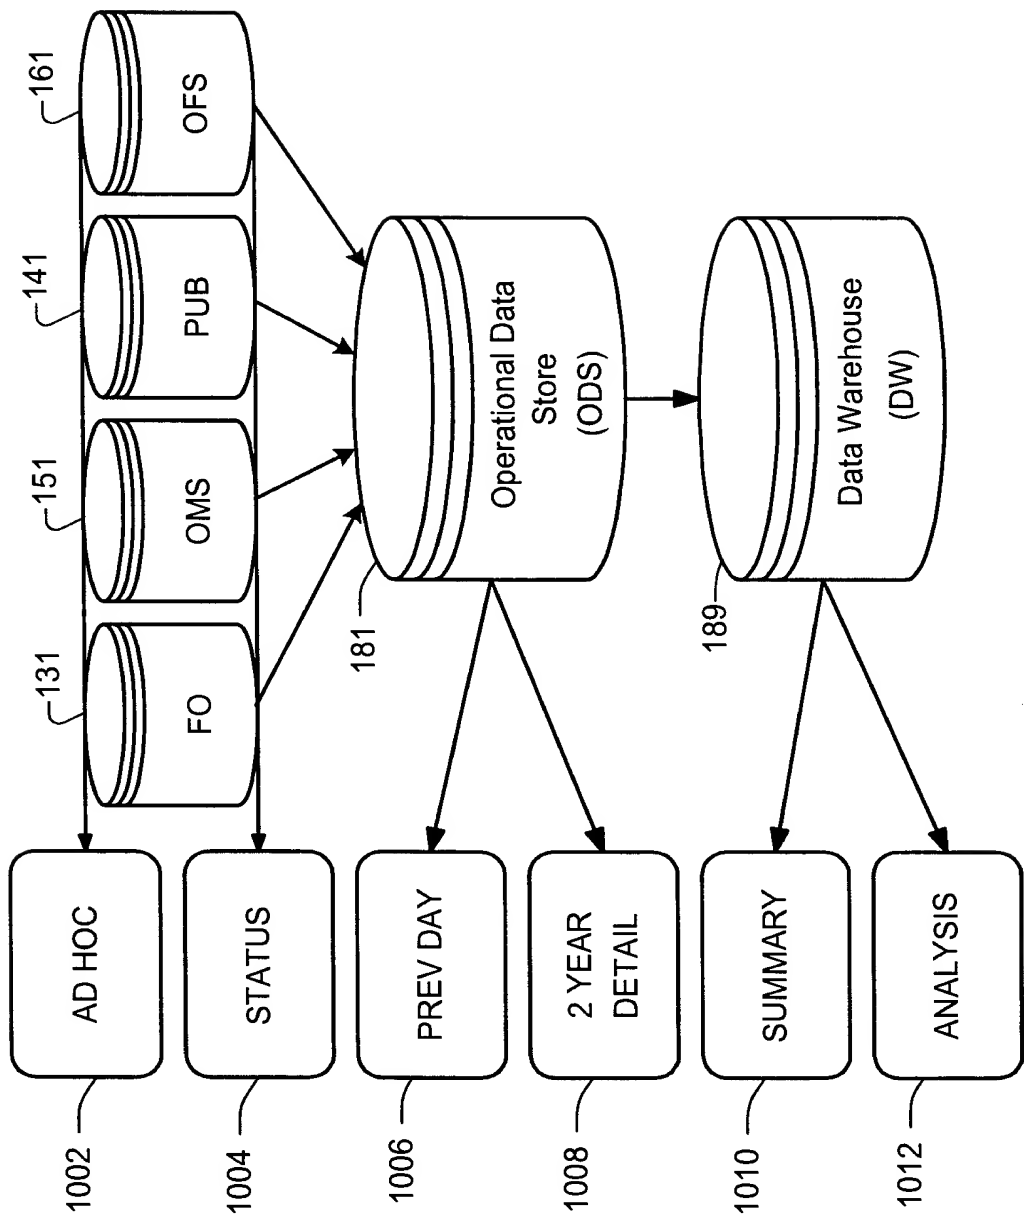 1002
AD HOC
131
151
141
161
FO
OMS
PUB
OFS
1004
STATUS
1006
PREV DAY
181
Operational Data
Store
(ODS)
1008
2 YEAR
DETAIL
1010
SUMMARY
189
Data Warehouse
(DW)
1012
ANALYSIS